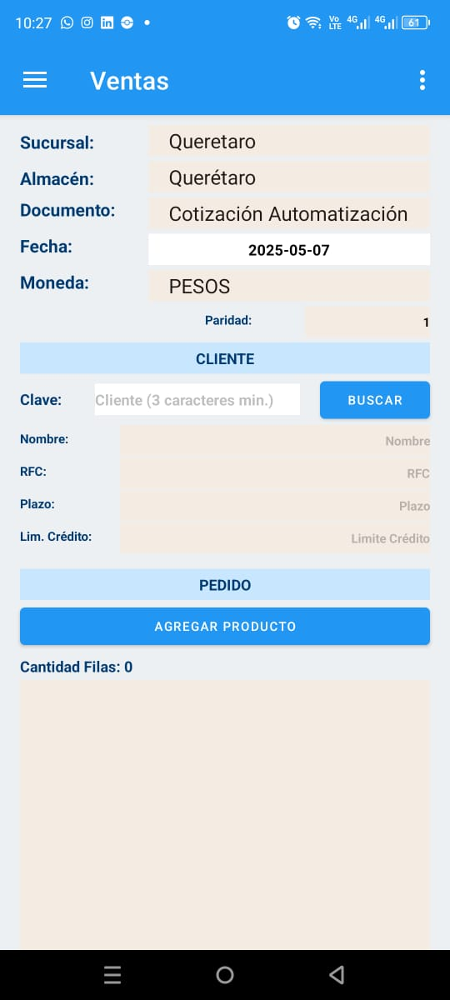 10:27 Vo LTE 4G 4G 61
Ventas
Sucursal: Queretaro
Almacén: Querétaro
Documento: Cotización Automatización
Fecha: 2025-05-07
Moneda: PESOS
Paridad: 1
CLIENTE
Clave: Cliente (3 caracteres min.) BUSCAR
Nombre: Nombre
RFC: RFC
Plazo: Plazo
Lim. Crédito: Limite Crédito
PEDIDO
AGREGAR PRODUCTO
Cantidad Filas: 0